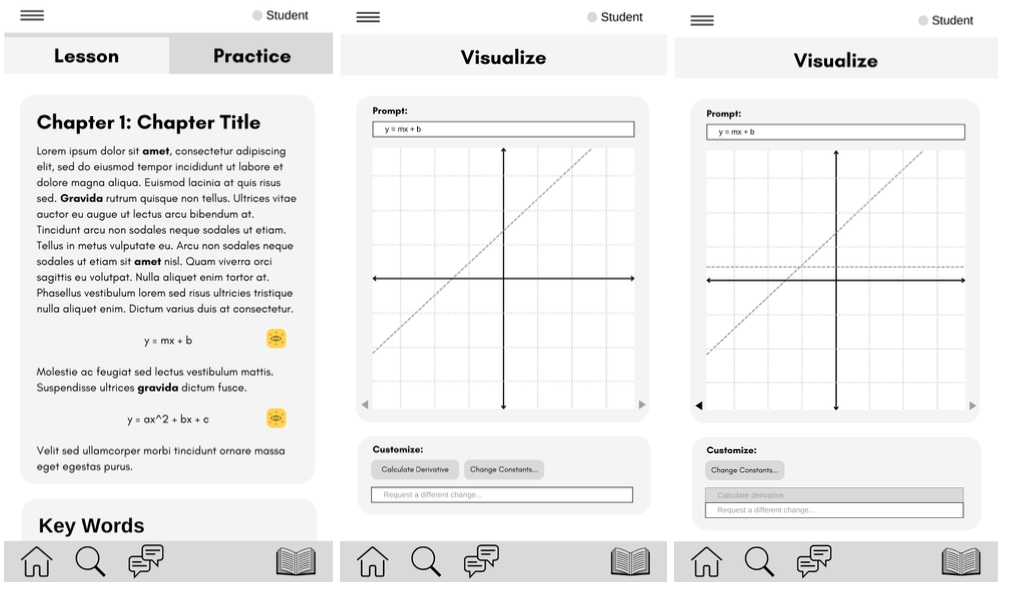 Student
Lesson
Practice
Chapter 1: Chapter Title
Lorem ipsum dolor sit amet, consectetur adipiscing
elit, sed do eiusmod tempor incididunt ut labore et
dolore magna aliqua. Euismod lacinia at quis risus
sed. Gravida rutrum quisque non tellus. Ultrices vitae
auctor eu augue ut lectus arcu bibendum at.
Tincidunt arcu non sodales neque sodales ut etiam.
Tellus in metus vulputate eu. Arcu non sodales neque
sodales ut etiam sit amet nisl. Quam viverra orci
sagittis eu volutpat. Nulla aliquet enim tortor at.
Phasellus vestibulum lorem sed risus ultricies tristique
nulla aliquet enim. Dictum varius duis at consectetur.
y = mx + b
Molestie ac feugiat sed lectus vestibulum mattis.
Suspendisse ultrices gravida dictum fusce.
y = ax^2 + bx + c
Velit sed ullamcorper morbi tincidunt ornare massa
eget egestas purus.
Key Words
Student
Visualize
Prompt:
y = mx + b
Customize:
Calculate Derivative
Change Constants...
Request a different change...
Student
Visualize
Prompt:
y = mx + b
Customize:
Change Constants...
Calculate derivative
Request a different change...